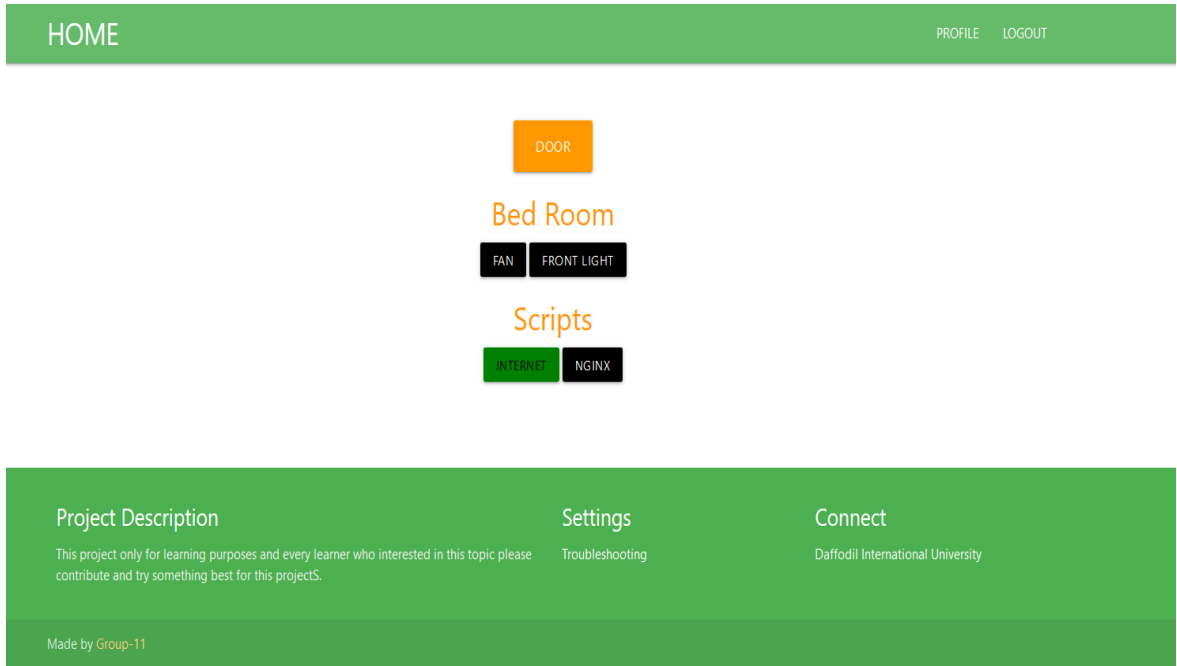 HOME
PROFILE LOGOUT
DOOR
Bed Room
FAN FRONT LIGHT
Scripts
INTERNET NGINX
Project Description
This project only for learning purposes and every learner who interested in this topic please
contribute and try something best for this projectS.
Settings
Troubleshooting
Connect
Daffodil International University
Made by Group-11